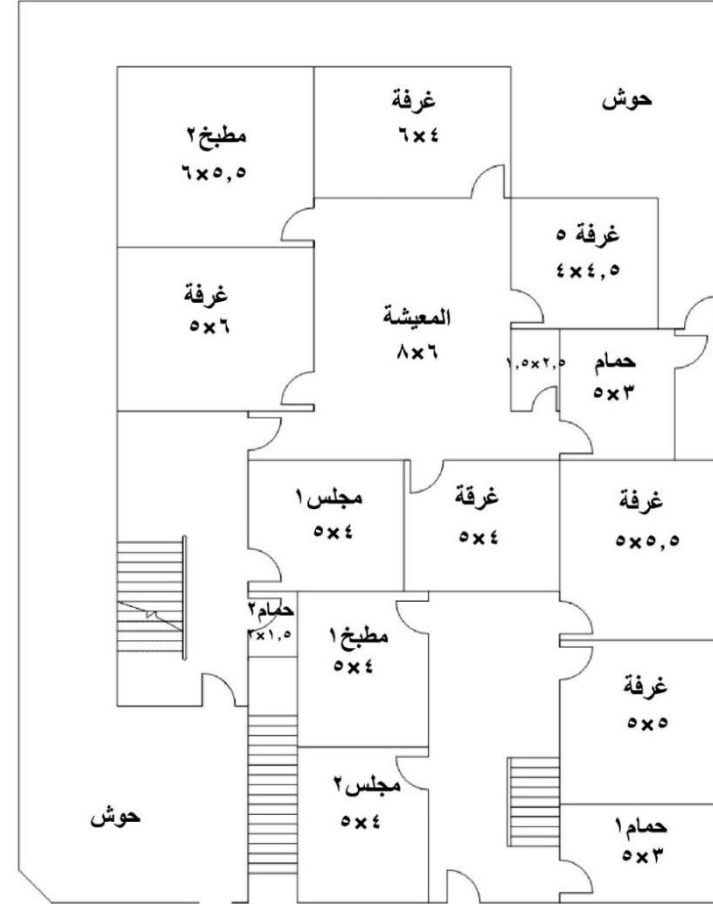 غرفة
٦×٤
حوش
مطبخ٢
٦×٥,٥
غرفة ٥
٤×٤,٥
غرفة
٥×٦
المعيشة
٨×٦
١,٥×٢,٥
حمام
٥×٣
مجلس١
٥×٤
غرقة
٥×٤
غرفة
٥×٥,٥
حمام٢
٢×١,٥
مطبخ١
٥×٤
غرفة
٥×٥
مجلس٢
٥×٤
حوش
حمام١
٥×٣